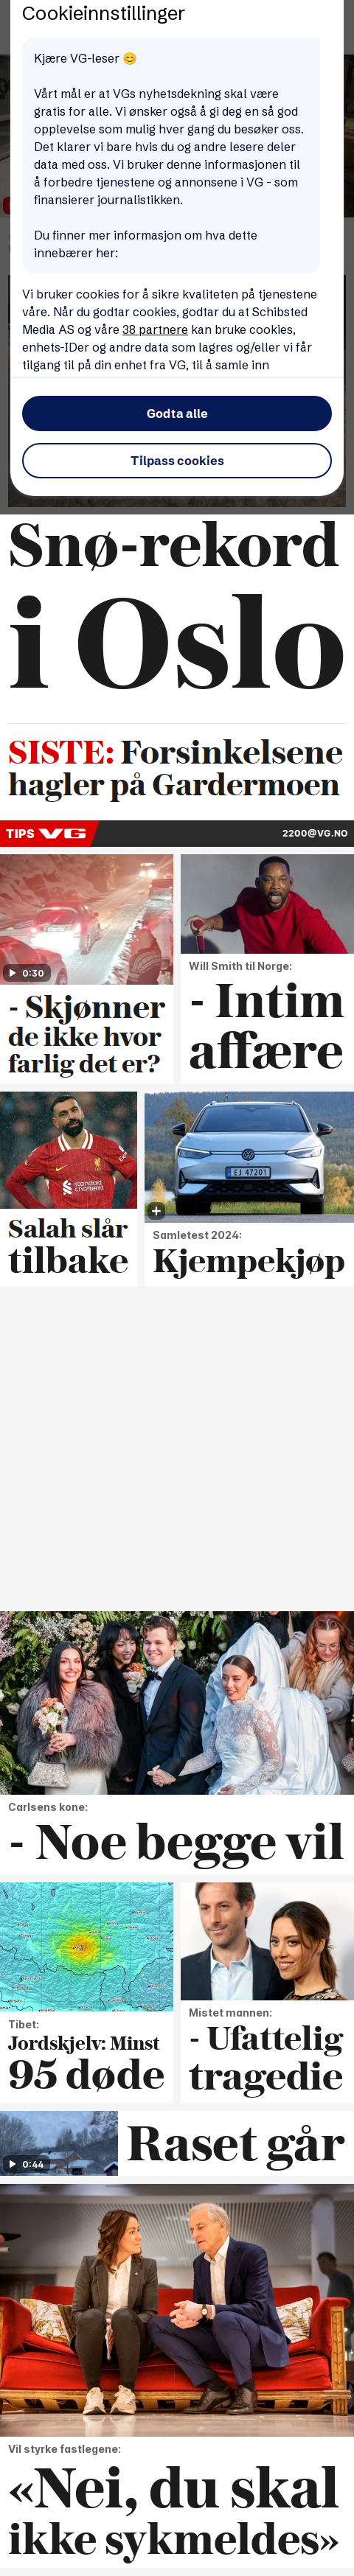 Cookieinnstillinger
Kjære VG-leser 😊
Vårt mål er at VGs nyhetsdekning skal være
gratis for alle. Vi ønsker også å gi deg en så god
opplevelse som mulig hver gang du besøker oss.
Det klarer vi bare hvis du og andre lesere deler
data med oss. Vi bruker denne informasjonen til
å forbedre tjenestene og annonsene i VG - som
finansierer journalistikken.
Du finner mer informasjon om hva dette
innebærer her:
Vi bruker cookies for å sikre kvaliteten på tjenestene
våre. Når du godtar cookies, godtar du at Schibsted
Media AS og våre 38 partnere kan bruke cookies,
enhets-IDer og andre data som lagres og/eller vi får
tilgang til på din enhet fra VG, til å samle inn
Godta alle
Tilpass cookies
Snø-rekord
i Oslo
SISTE: Forsinkelsene
hagler på Gardermoen
TIPS VG
2200@VG.NO
0:30
- Skjønner
de ikke hvor
farlig det er?
Will Smith til Norge:
- Intim
affære
standard
chartered
Salah slår
tilbake
EJ 47201
Samletest 2024:
Kjempekjøp
Carlsens kone:
- Noe begge vil
Tibet:
Jordskjelv: Minst
95 døde
Mistet mannen:
- Ufattelig
tragedie
0:44
Raset går
Vil styrke fastlegene:
«Nei, du skal
ikke sykmeldes»